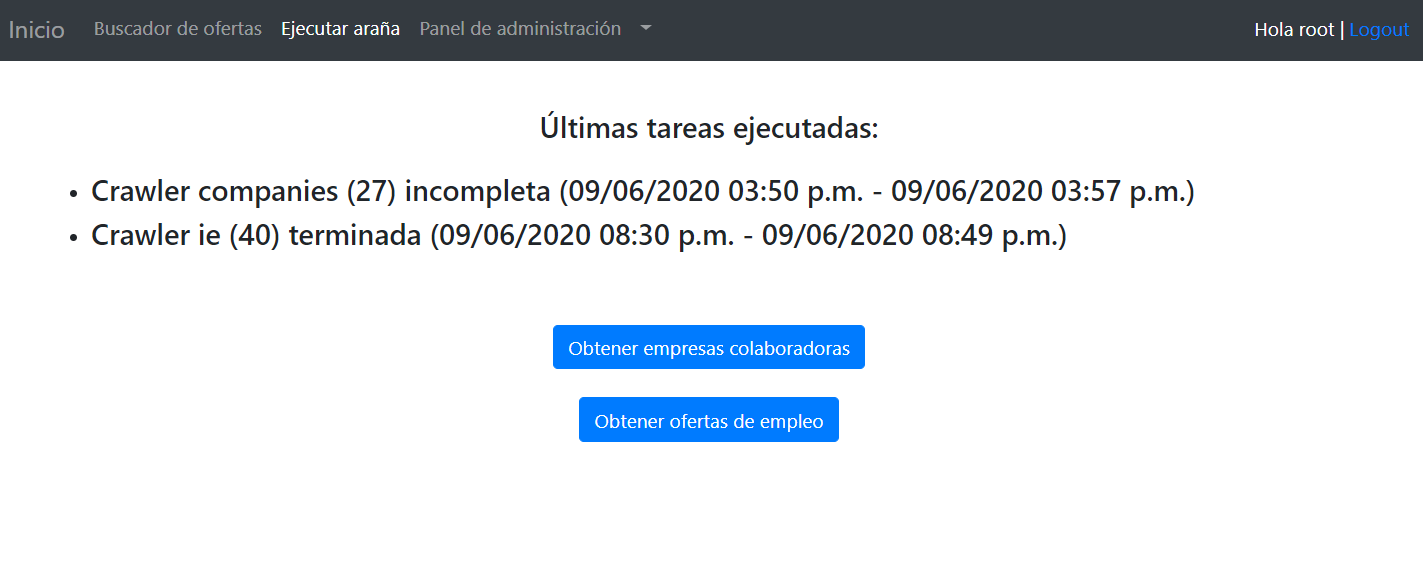 Inicio Buscador de ofertas Ejecutar araña Panel de administración Hola root | Logout
Últimas tareas ejecutadas:
• Crawler companies (27) incompleta (09/06/2020 03:50 p.m. - 09/06/2020 03:57 p.m.)
• Crawler ie (40) terminada (09/06/2020 08:30 p.m. - 09/06/2020 08:49 p.m.)
Obtener empresas colaboradoras
Obtener ofertas de empleo